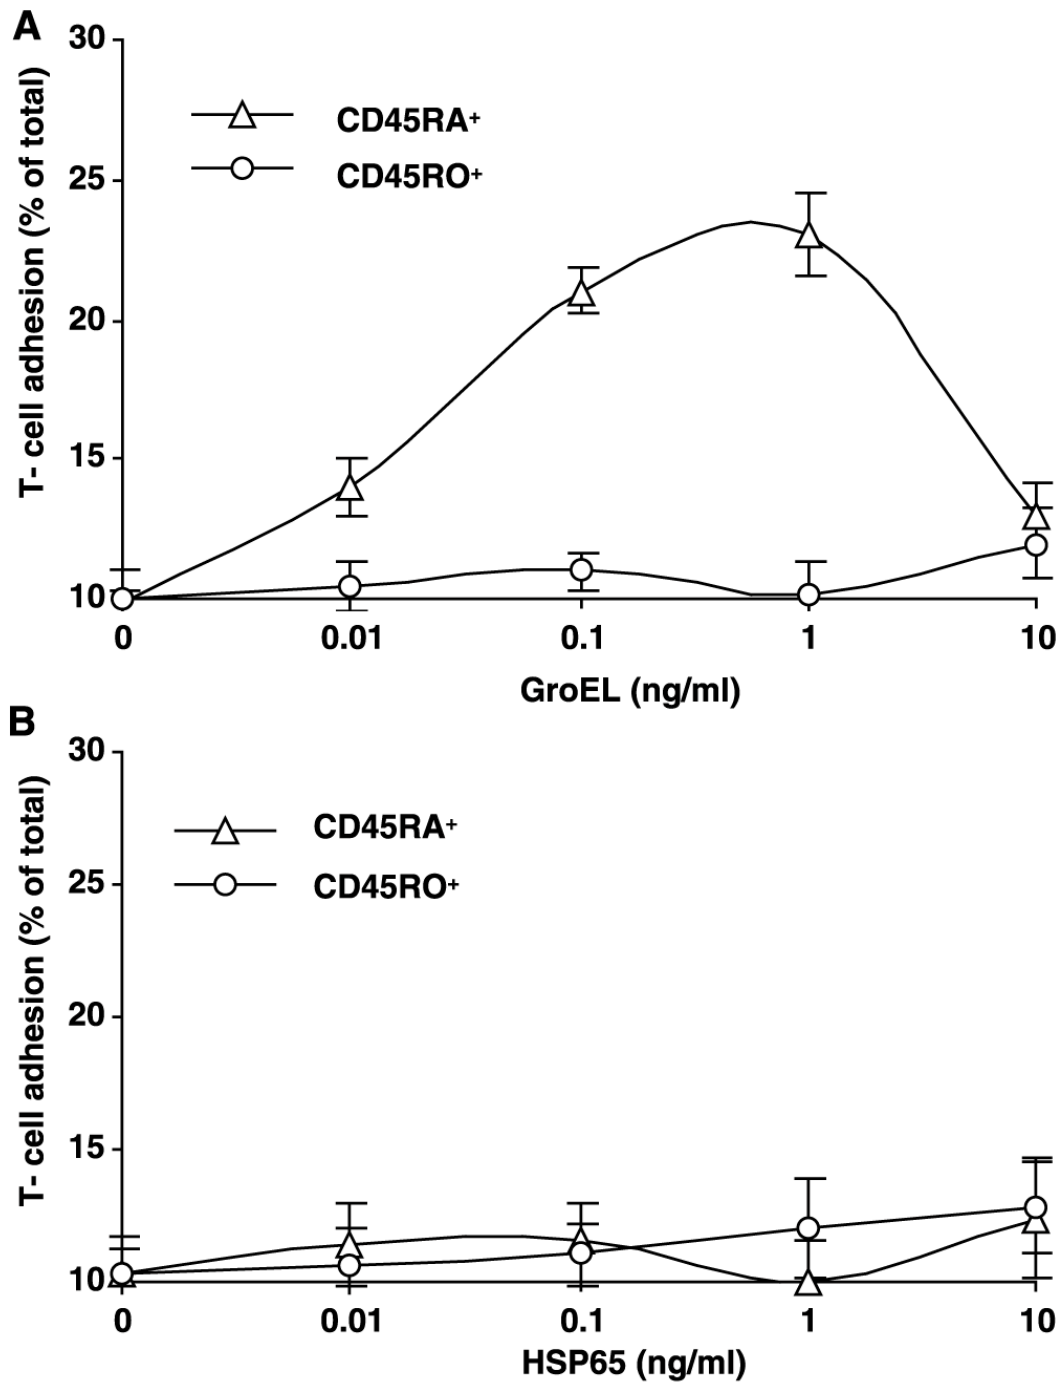 A
30
25
20
15
10
T- cell adhesion (% of total)
CD45RA+
CD45RO+
0 0.01 0.1 1 10
GroEL (ng/ml)
B
30
25
20
15
10
T- cell adhesion (% of total)
CD45RA+
CD45RO+
0 0.01 0.1 1 10
HSP65 (ng/ml)